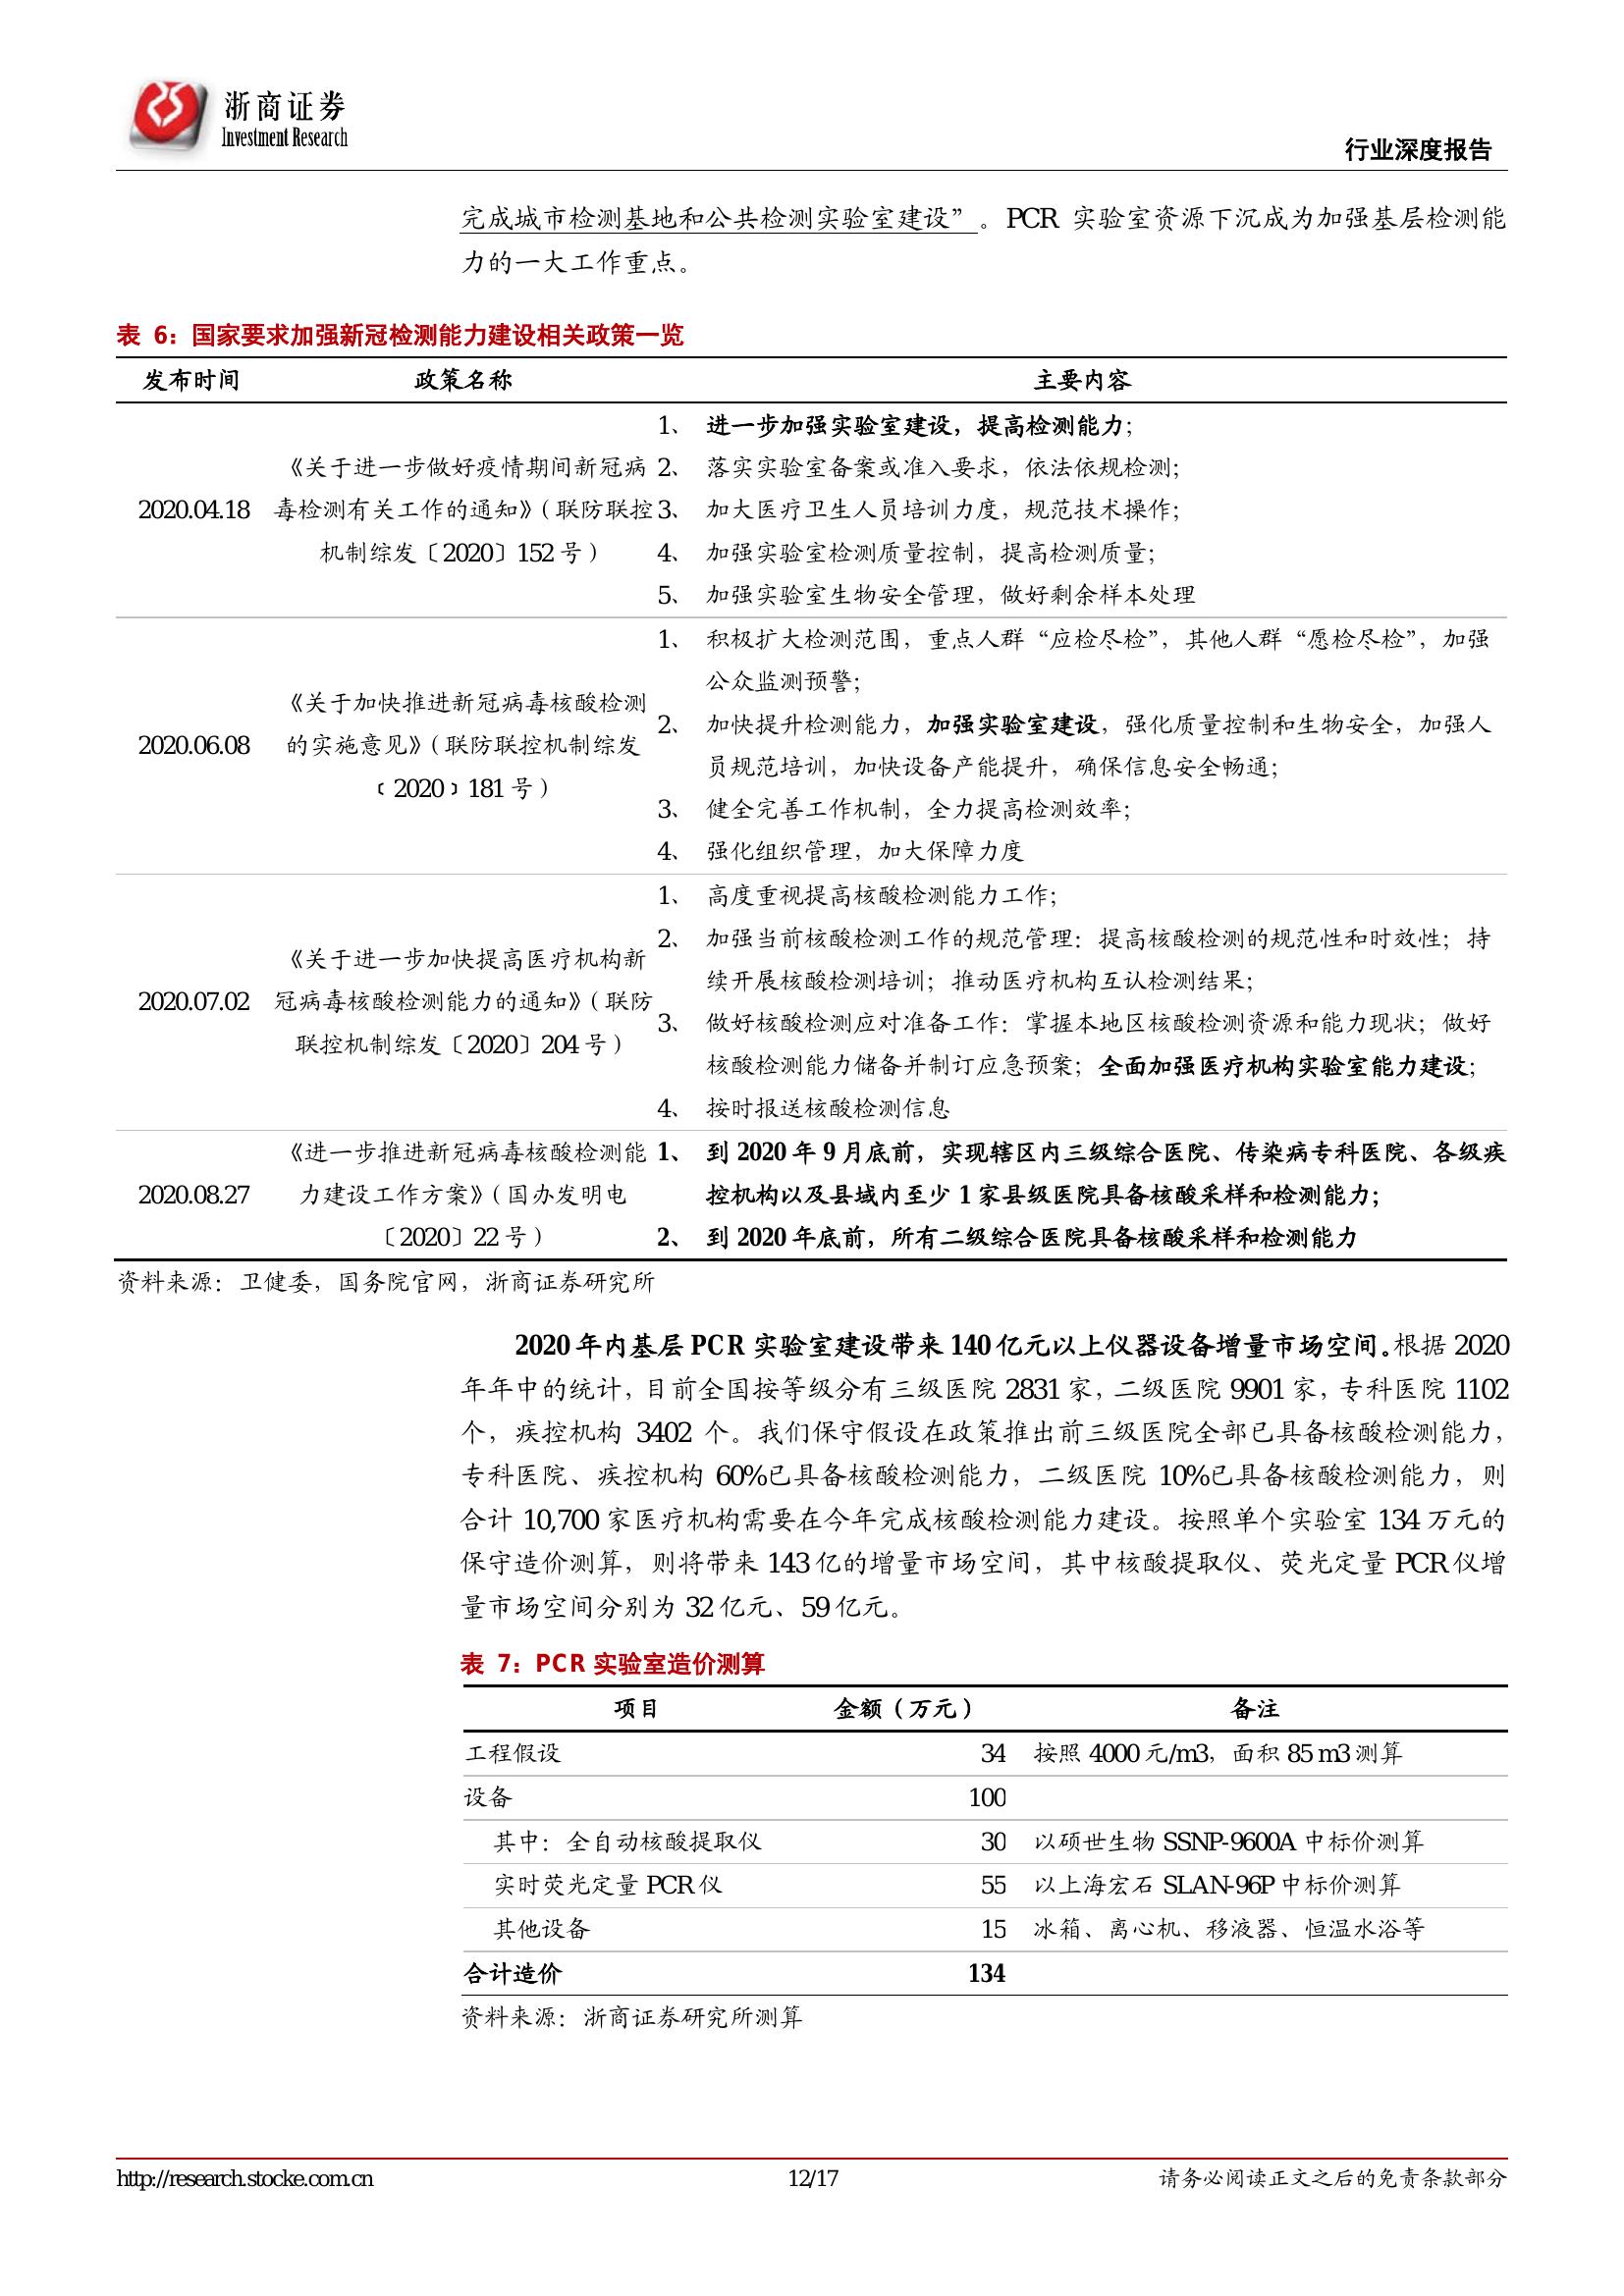 浙商证券
Investment Research
行业深度报告
完成城市检测基地和公共检测实验室建设”。PCR 实验室资源下沉成为加强基层检测能
力的一大工作重点。
表 6：国家要求加强新冠检测能力建设相关政策一览
发布时间 政策名称 主要内容
2020.04.18
《关于进一步做好疫情期间新冠病
毒检测有关工作的通知》（联防联控
机制综发〔2020〕152 号）
1、 进一步加强实验室建设，提高检测能力；
2、 落实实验室备案或准入要求，依法依规检测；
3、 加大医疗卫生人员培训力度，规范技术操作；
4、 加强实验室检测质量控制，提高检测质量；
5、 加强实验室生物安全管理，做好剩余样本处理
2020.06.08
《关于加快推进新冠病毒核酸检测
的实施意见》（联防联控机制综发
﹝2020﹞181 号）
1、 积极扩大检测范围，重点人群“应检尽检”，其他人群“愿检尽检”，加强
公众监测预警；
2、 加快提升检测能力，加强实验室建设，强化质量控制和生物安全，加强人
员规范培训，加快设备产能提升，确保信息安全畅通；
3、 健全完善工作机制，全力提高检测效率；
4、 强化组织管理，加大保障力度
2020.07.02
《关于进一步加快提高医疗机构新
冠病毒核酸检测能力的通知》（联防
联控机制综发〔2020〕204 号）
1、 高度重视提高核酸检测能力工作；
2、 加强当前核酸检测工作的规范管理：提高核酸检测的规范性和时效性；持
续开展核酸检测培训；推动医疗机构互认检测结果；
3、 做好核酸检测应对准备工作：掌握本地区核酸检测资源和能力现状；做好
核酸检测能力储备并制订应急预案；全面加强医疗机构实验室能力建设；
4、 按时报送核酸检测信息
2020.08.27
《进一步推进新冠病毒核酸检测能
力建设工作方案》（国办发明电
〔2020〕22 号）
1、 到 2020 年 9 月底前，实现辖区内三级综合医院、传染病专科医院、各级疾
控机构以及县域内至少 1 家县级医院具备核酸采样和检测能力；
2、 到 2020 年底前，所有二级综合医院具备核酸采样和检测能力
资料来源：卫健委，国务院官网，浙商证券研究所
2020 年内基层 PCR 实验室建设带来 140 亿元以上仪器设备增量市场空间。根据 2020
年年中的统计，目前全国按等级分有三级医院 2831 家，二级医院 9901 家，专科医院 1102
个，疾控机构 3402 个。我们保守假设在政策推出前三级医院全部已具备核酸检测能力，
专科医院、疾控机构 60%已具备核酸检测能力，二级医院 10%已具备核酸检测能力，则
合计 10,700 家医疗机构需要在今年完成核酸检测能力建设。按照单个实验室 134 万元的
保守造价测算，则将带来 143 亿的增量市场空间，其中核酸提取仪、荧光定量 PCR 仪增
量市场空间分别为 32 亿元、59 亿元。
表 7：PCR 实验室造价测算
项目 金额（万元） 备注
工程假设 34 按照 4000 元/m3，面积 85 m3 测算
设备 100
其中：全自动核酸提取仪 30 以硕世生物 SSNP-9600A 中标价测算
实时荧光定量 PCR 仪 55 以上海宏石 SLAN-96P 中标价测算
其他设备 15 冰箱、离心机、移液器、恒温水浴等
合计造价 134
资料来源：浙商证券研究所测算
http://research.stocke.com.cn 12/17 请务必阅读正文之后的免责条款部分